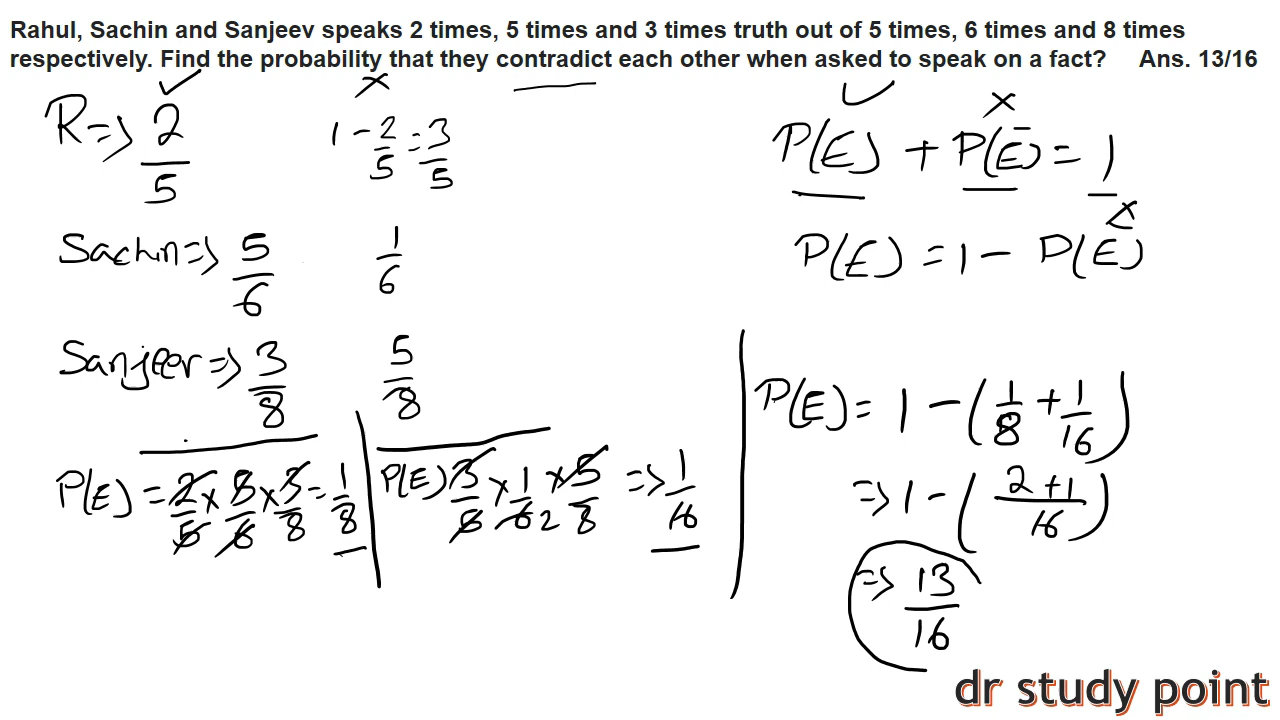 Rahul, Sachin and Sanjeev speaks 2 times, 5 times and 3 times truth out of 5 times, 6 times and 8 times
respectively. Find the probability that they contradict each other when asked to speak on a fact? Ans. 13/16
✓ x ✓ x
R => 2/5 1 - 2/5 = 3/5 P(E) + P(E̅) = 1
x
Sachin => 5/6 1/6 P(E) = 1 - P(E)
Sanjeer => 3/8 5/8
P(E) = 1 - (1/8 + 1/16)
P(E) = 2/5 x 5/6 x 3/8 = 1/8 P(E) 3/5 x 1/6 2 x 5/8 => 1/16
=> 1 - (2+1/16)
=> 13/16
dr study point